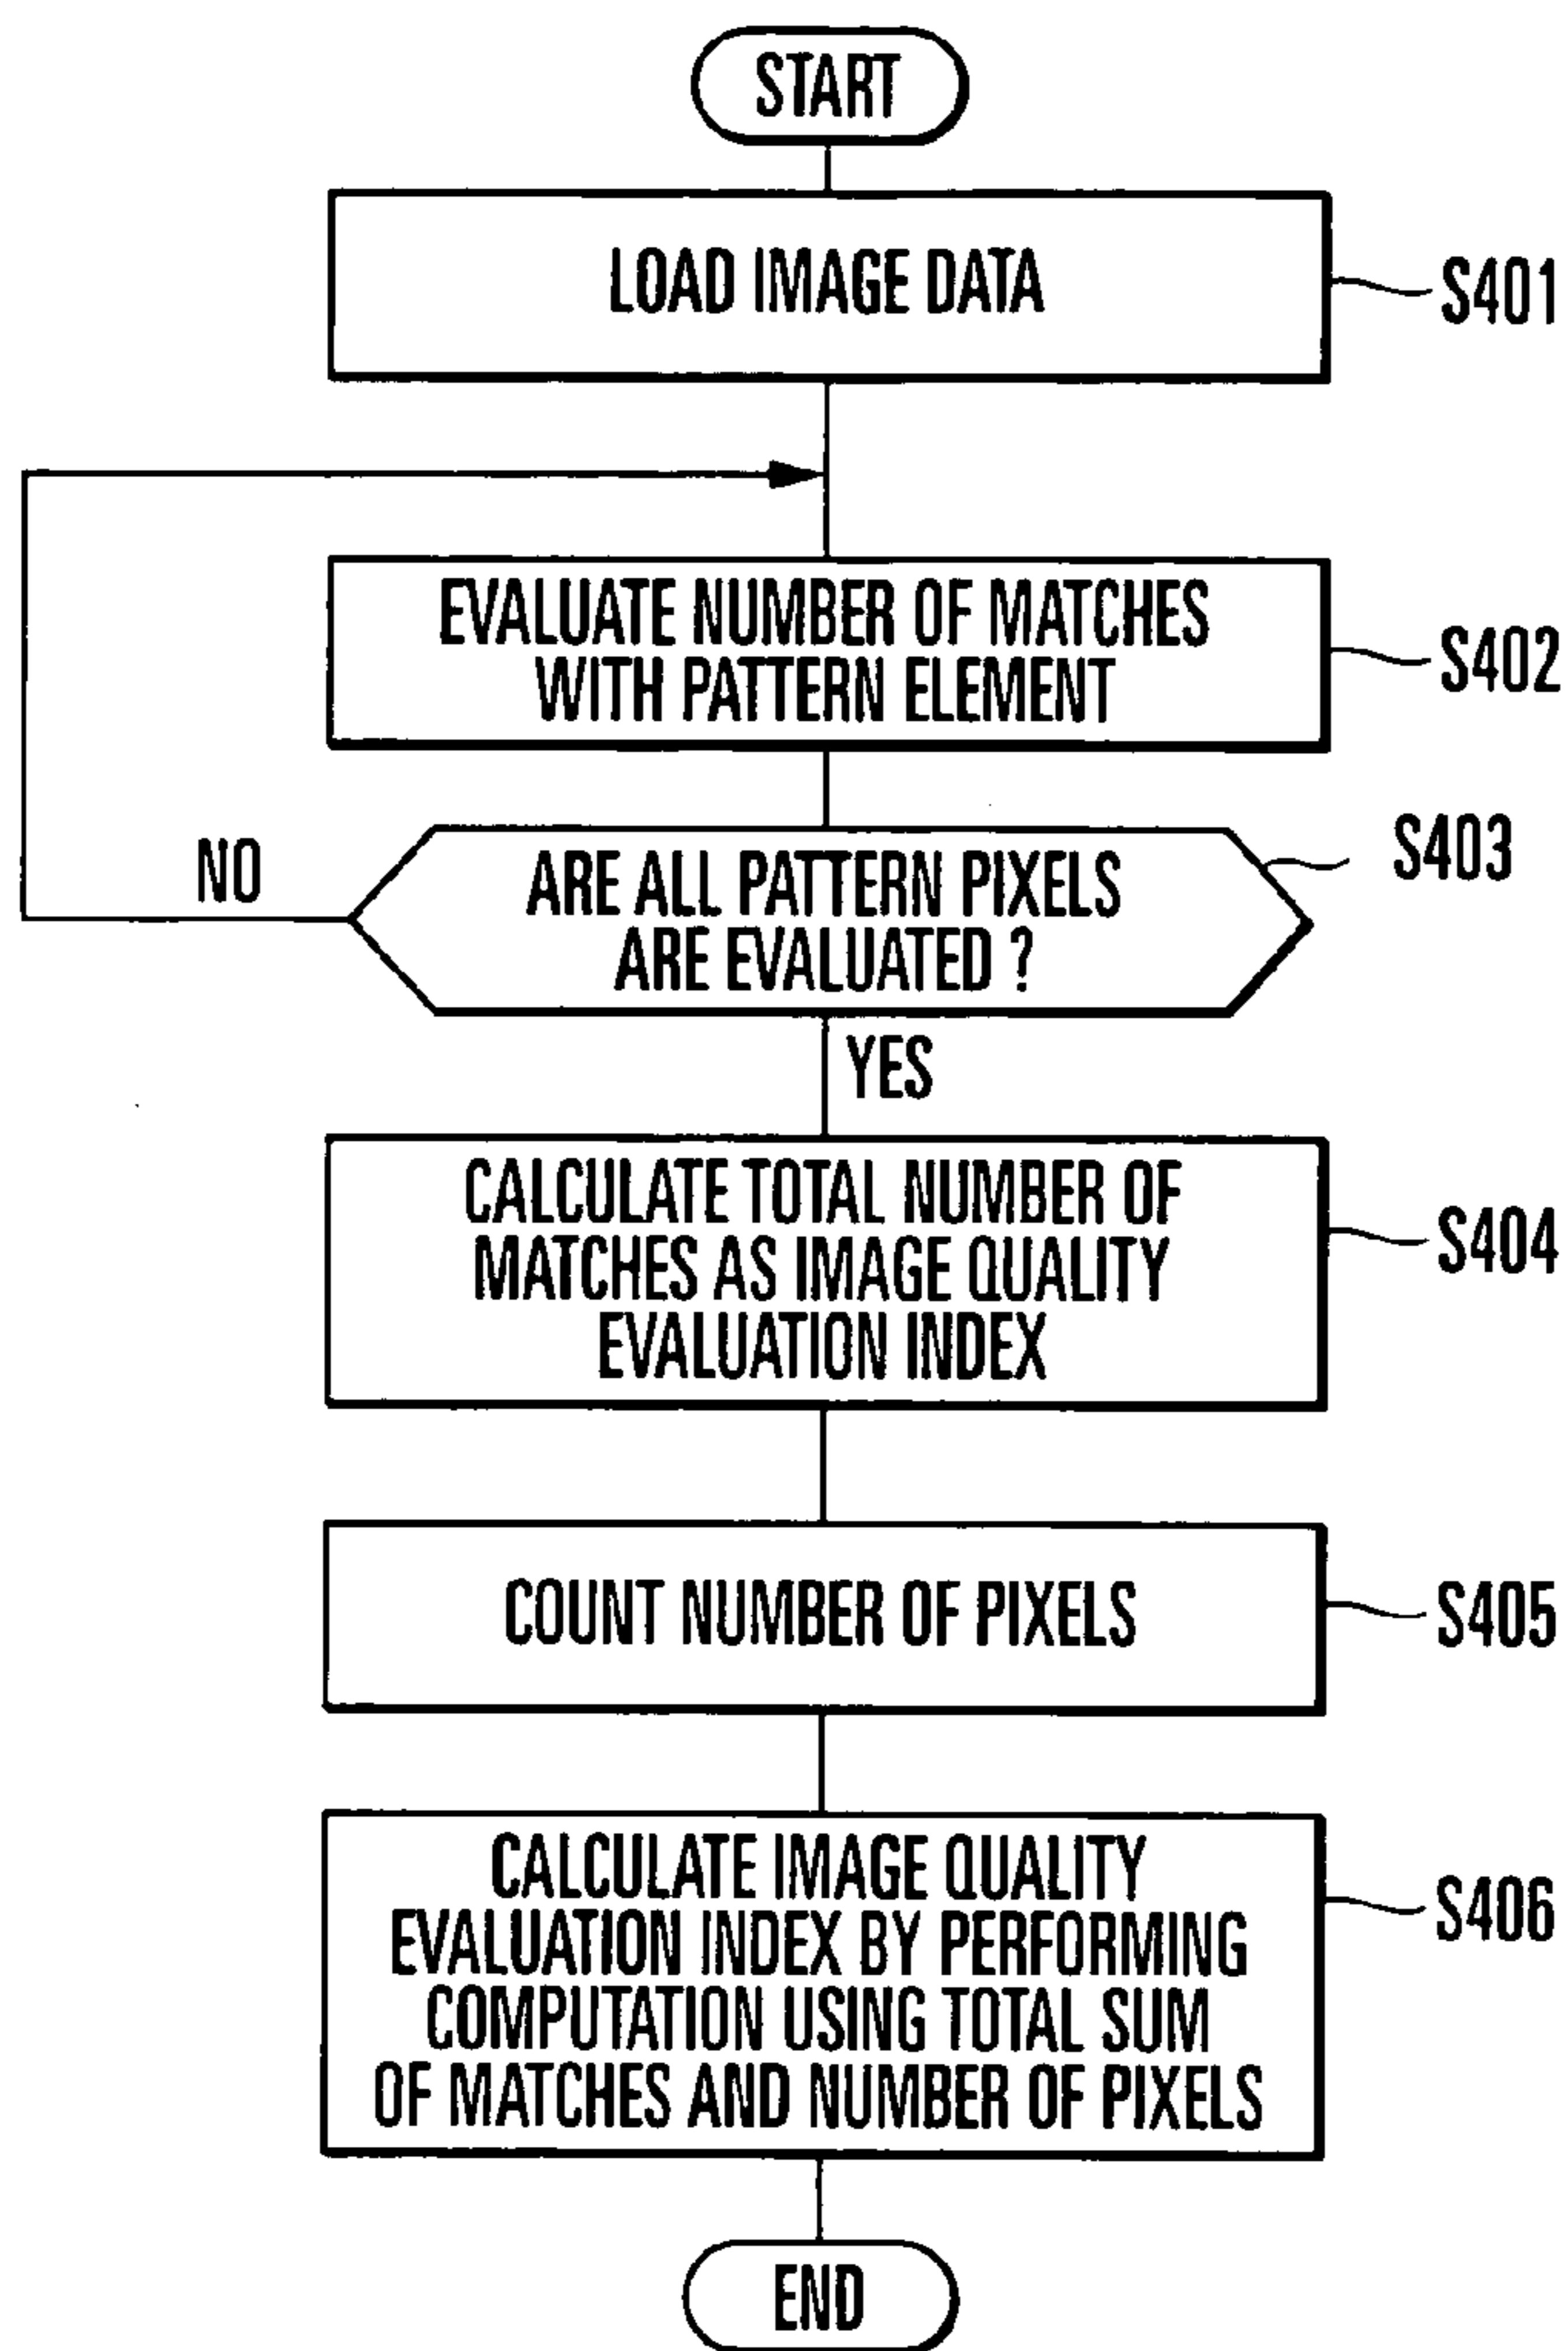 START
LOAD IMAGE DATA
S401
EVALUATE NUMBER OF MATCHES
WITH PATTERN ELEMENT
S402
NO
ARE ALL PATTERN PIXELS
ARE EVALUATED ?
S403
YES
CALCULATE TOTAL NUMBER OF
MATCHES AS IMAGE QUALITY
EVALUATION INDEX
S404
COUNT NUMBER OF PIXELS
S405
CALCULATE IMAGE QUALITY
EVALUATION INDEX BY PERFORMING
COMPUTATION USING TOTAL SUM
OF MATCHES AND NUMBER OF PIXELS
S406
END